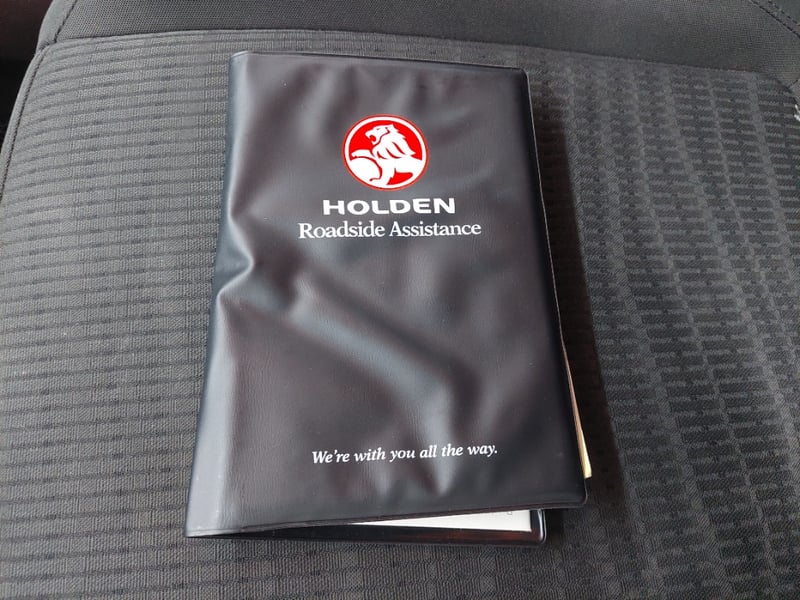 HOLDEN
Roadside Assistance
We're with you all the way.